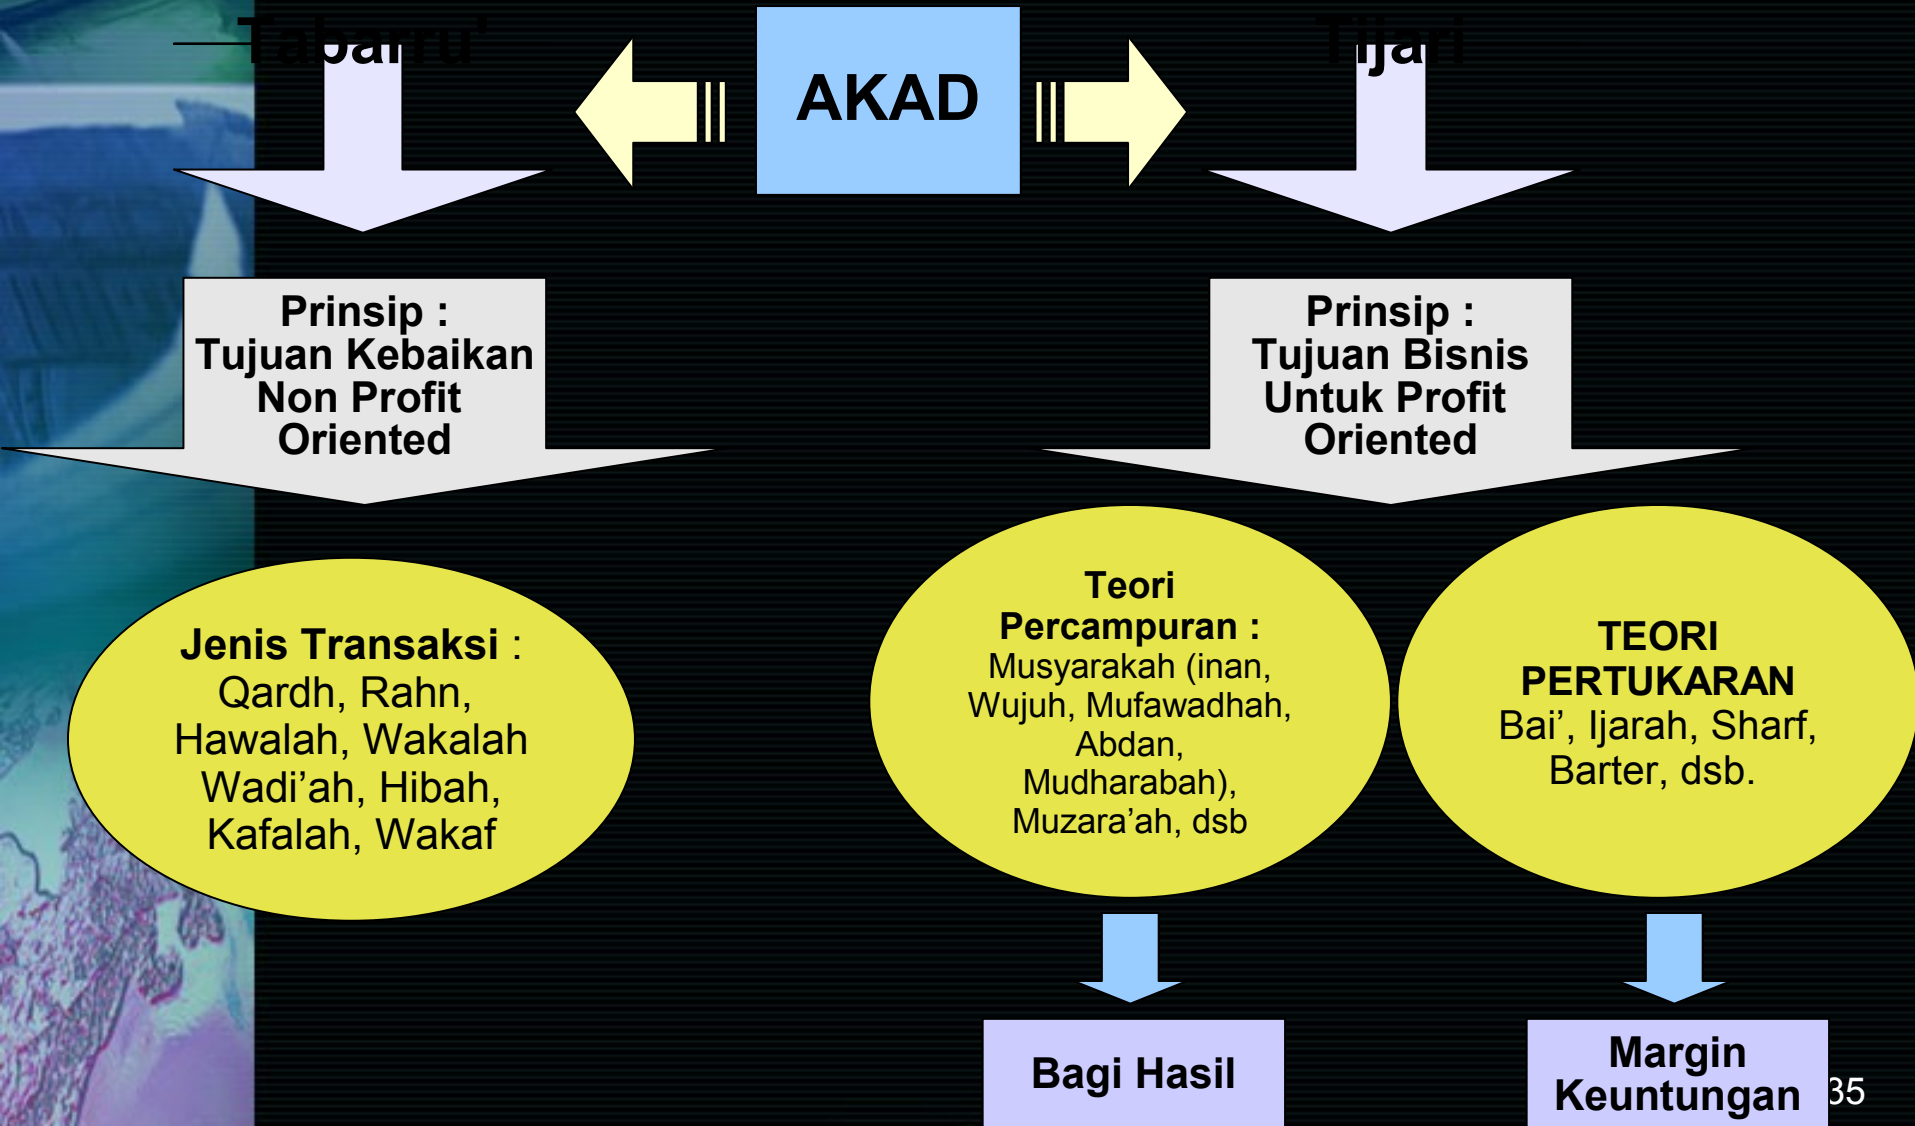 Tabarru'
AKAD
Tijari
Prinsip :
Tujuan Kebaikan
Non Profit
Oriented
Prinsip :
Tujuan Bisnis
Untuk Profit
Oriented
Jenis Transaksi :
Qardh, Rahn,
Hawalah, Wakalah
Wadi’ah, Hibah,
Kafalah, Wakaf
Teori
Percampuran :
Musyarakah (inan,
Wujuh, Mufawadhah,
Abdan,
Mudharabah),
Muzara’ah, dsb
TEORI
PERTUKARAN
Bai’, Ijarah, Sharf,
Barter, dsb.
Bagi Hasil
Margin
Keuntungan
35